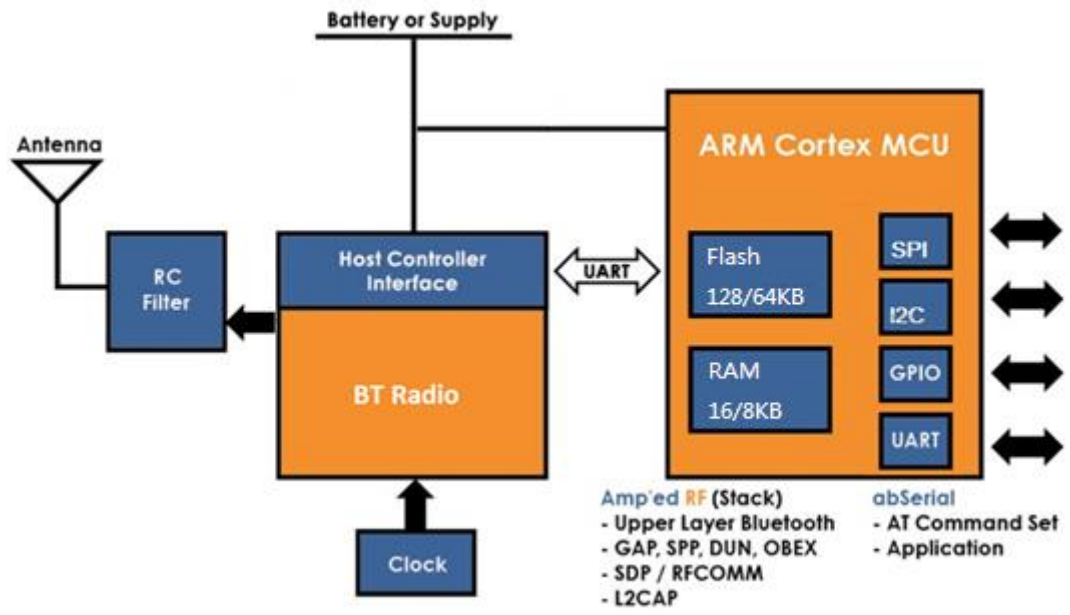 Battery or Supply
Antenna
ARM Cortex MCU
RC
Filter
Host Controller
Interface
UART
Flash
128/64KB
SPI
I2C
BT Radio
RAM
16/8KB
GPIO
UART
Clock
Amp'ed RF (Stack)
- Upper Layer Bluetooth
- GAP, SPP, DUN, OBEX
- SDP / RFCOMM
- L2CAP
abSerial
- AT Command Set
- Application